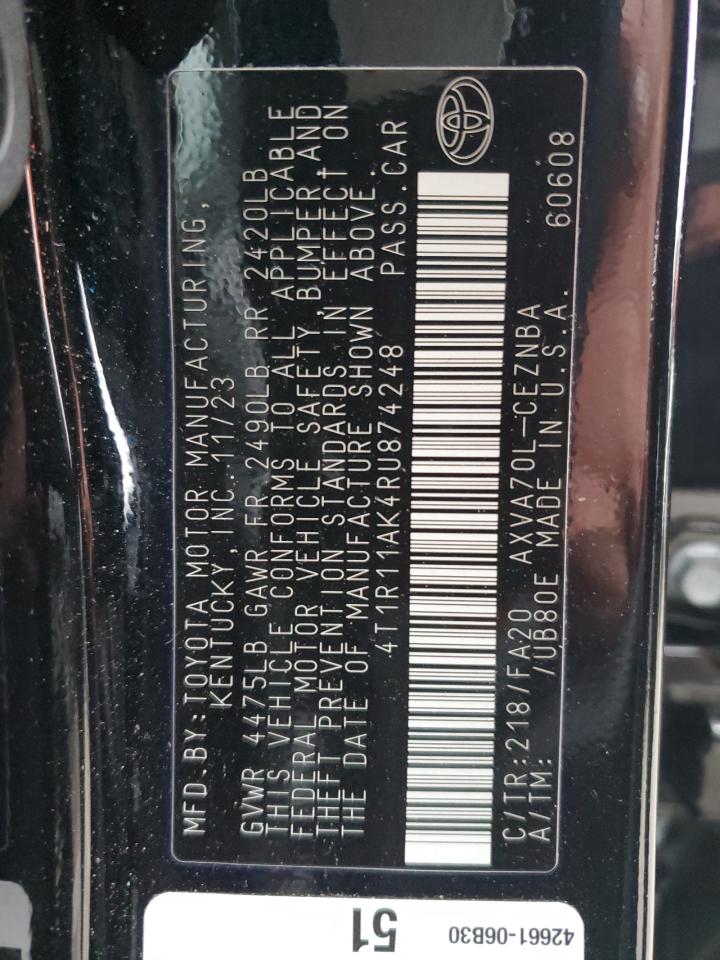 MFD.BY:TOYOTA MOTOR MANUFACTURING,
KENTUCKY,INC. 11/23
GVWR 4475LB GAWR FR 2490LB RR 2420LB
THIS VEHICLE CONFORMS TO ALL APPLICABLE
FEDERAL MOTOR VEHICLE SAFETY, BUMPER, AND
THEFT PREVENTION STANDARDS IN EFFECT ON
THE DATE OF MANUFACTURE SHOWN ABOVE.
4T1R11AK4RU874248 PASS.CAR
C/TR:218/FA20 AXVA70L-CEZNBA
A/TM: /UB80E MADE IN U.S.A. 60608
51
42661-06B30